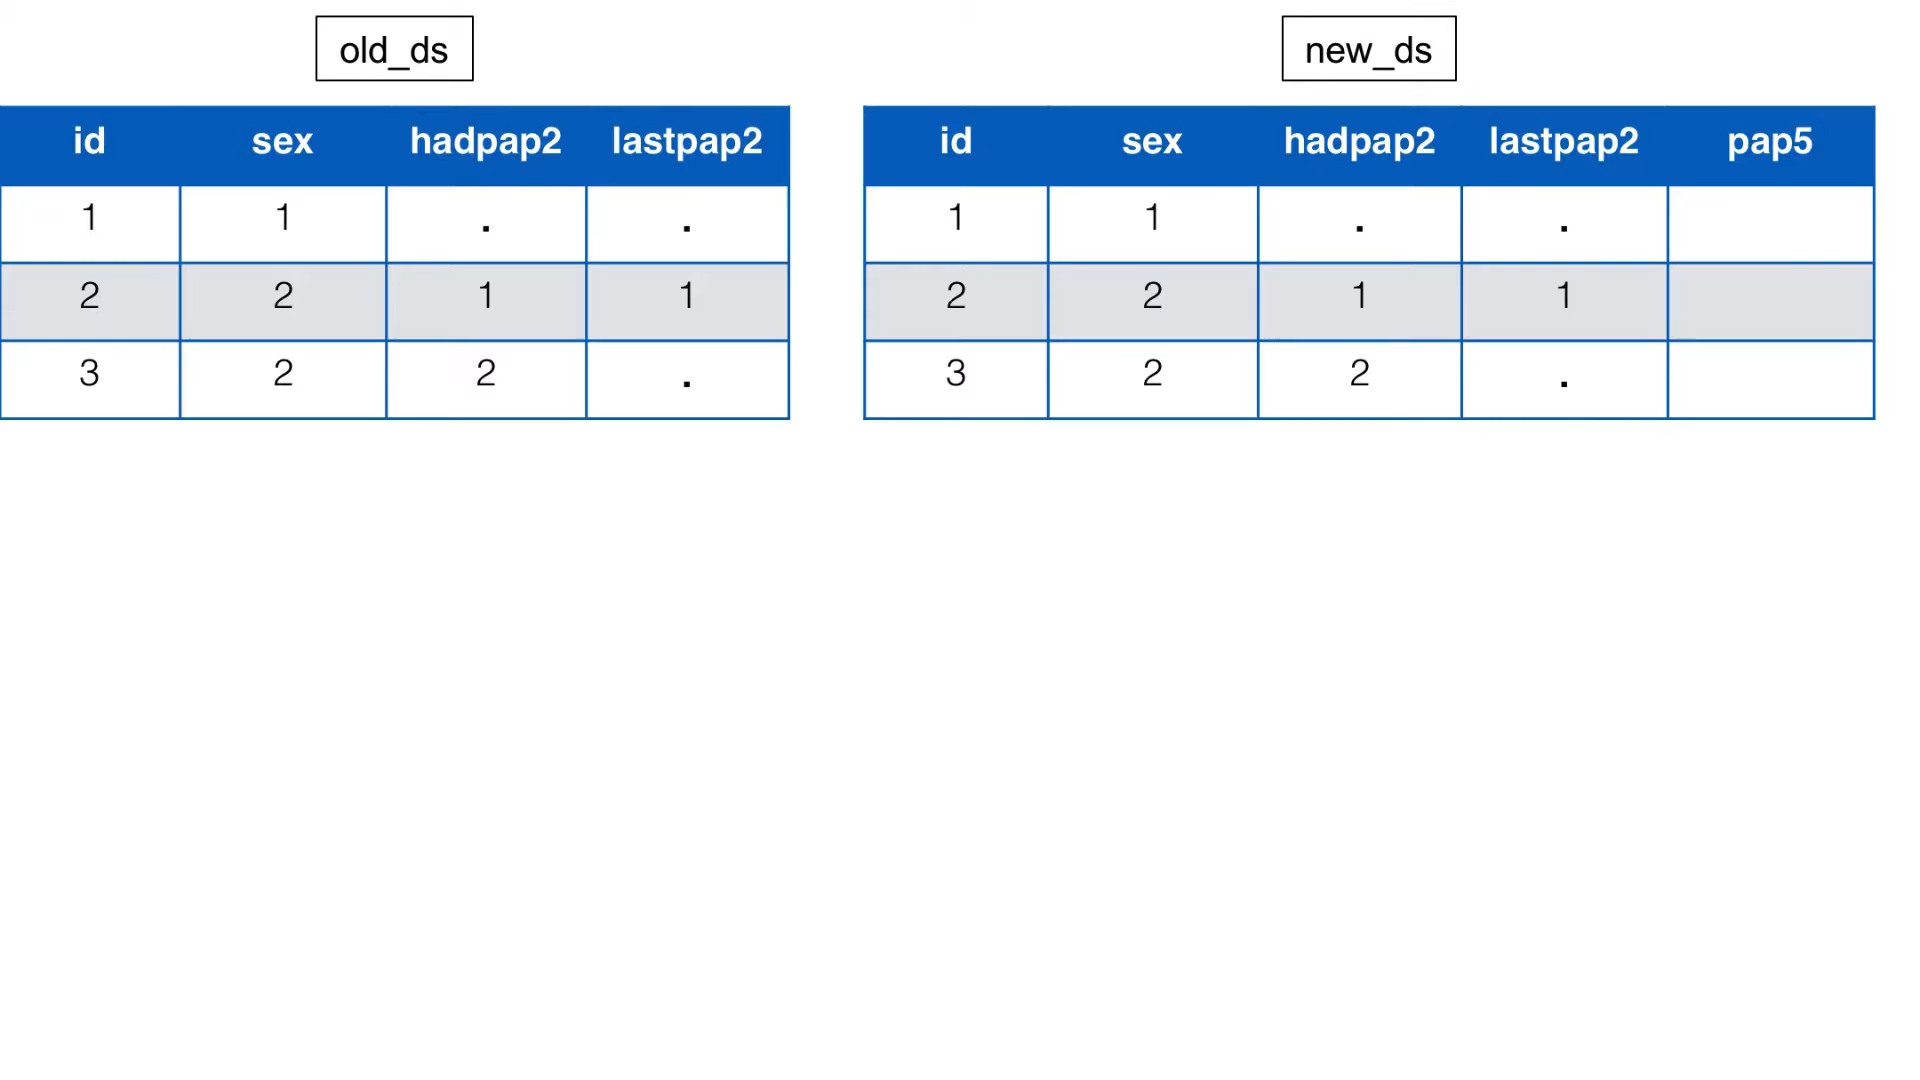 old_ds
id sex hadpap2 lastpap2
1 1 . .
2 2 1 1
3 2 2 .
new_ds
id sex hadpap2 lastpap2 pap5
1 1 . .
2 2 1 1
3 2 2 .